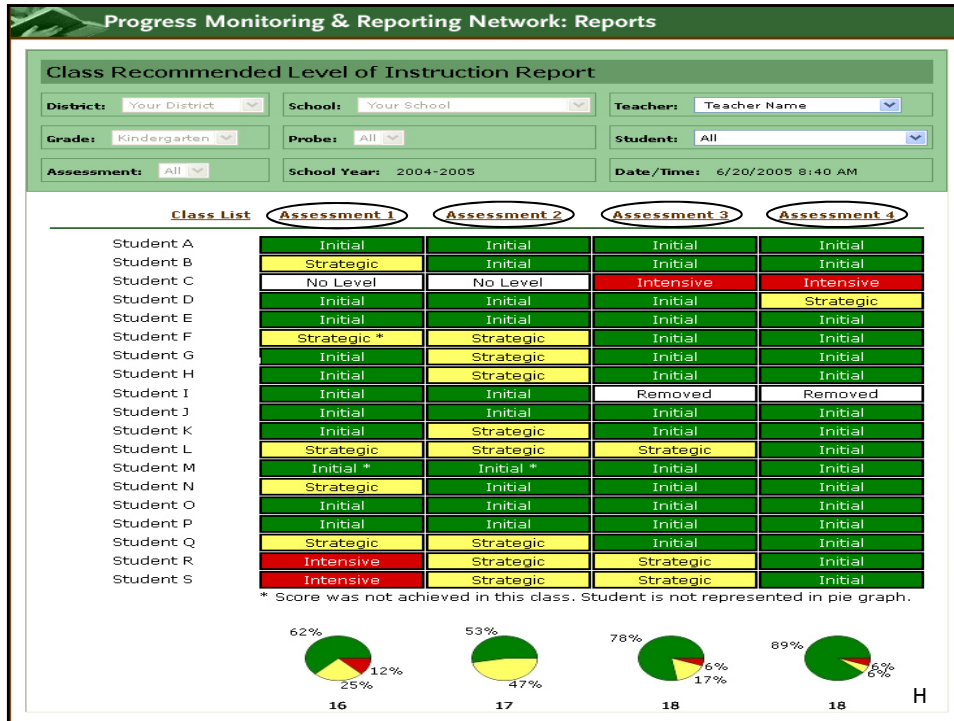 Progress Monitoring & Reporting Network: Reports
Class Recommended Level of Instruction Report
District: Your District School: Your School Teacher: Teacher Name
Grade: Kindergarten Probe: All Student: All
Assessment: All School Year: 2004-2005 Date/Time: 6/20/2005 8:40 AM
Class List Assessment 1 Assessment 2 Assessment 3 Assessment 4
Student A Initial Initial Initial Initial
Student B Strategic Initial Initial Initial
Student C No Level No Level Intensive Intensive
Student D Initial Initial Initial Strategic
Student E Initial Initial Initial Initial
Student F Strategic * Strategic Initial Initial
Student G Initial Strategic Initial Initial
Student H Initial Strategic Initial Initial
Student I Initial Initial Removed Removed
Student J Initial Initial Initial Initial
Student K Initial Strategic Initial Initial
Student L Strategic Strategic Strategic Initial
Student M Initial * Initial * Initial Initial
Student N Strategic Initial Initial Initial
Student O Initial Initial Initial Initial
Student P Initial Initial Initial Initial
Student Q Strategic Strategic Initial Initial
Student R Intensive Strategic Strategic Initial
Student S Intensive Strategic Strategic Initial
* Score was not achieved in this class. Student is not represented in pie graph.
62% 53% 78% 89%
12% 6% 6%
25% 47% 17% 6%
16 17 18 18
H